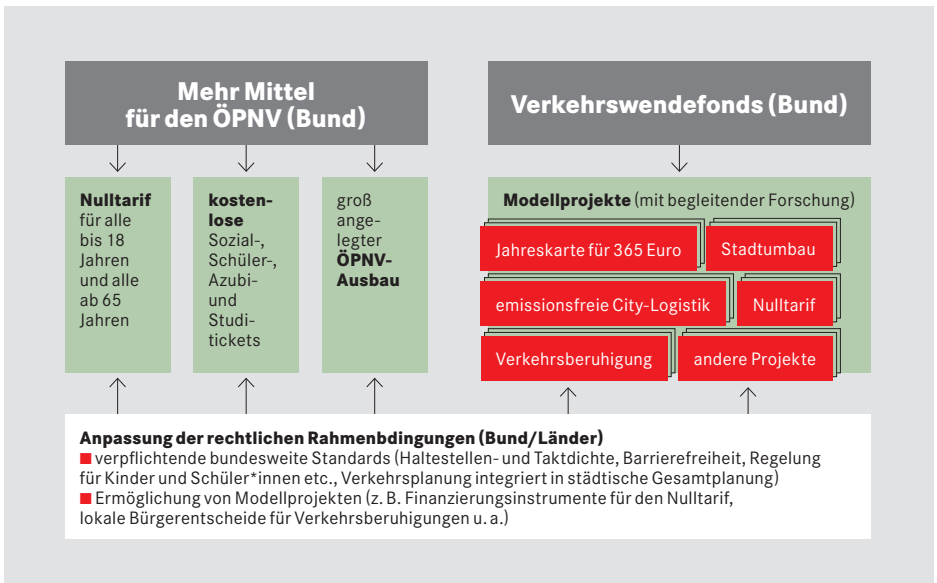 Mehr Mittel
für den ÖPNV (Bund)
Verkehrswendefonds (Bund)
Nulltarif
für alle
bis 18
Jahren
und alle
ab 65
Jahren
kosten-
lose
Sozial-,
Schüler-,
Azubi-
und
Studi-
tickets
groß
ange-
legter
ÖPNV-
Ausbau
Modellprojekte (mit begleitender Forschung)
Jahreskarte für 365 Euro
Stadtumbau
emissionsfreie City-Logistik
Nulltarif
Verkehrsberuhigung
andere Projekte
Anpassung der rechtlichen Rahmenbdingungen (Bund/Länder)
■ verpflichtende bundesweite Standards (Haltestellen- und Taktdichte, Barrierefreiheit, Regelung
für Kinder und Schüler*innen etc., Verkehrsplanung integriert in städtische Gesamtplanung)
■ Ermöglichung von Modellprojekten (z. B. Finanzierungsinstrumente für den Nulltarif,
lokale Bürgerentscheide für Verkehrsberuhigungen u. a.)